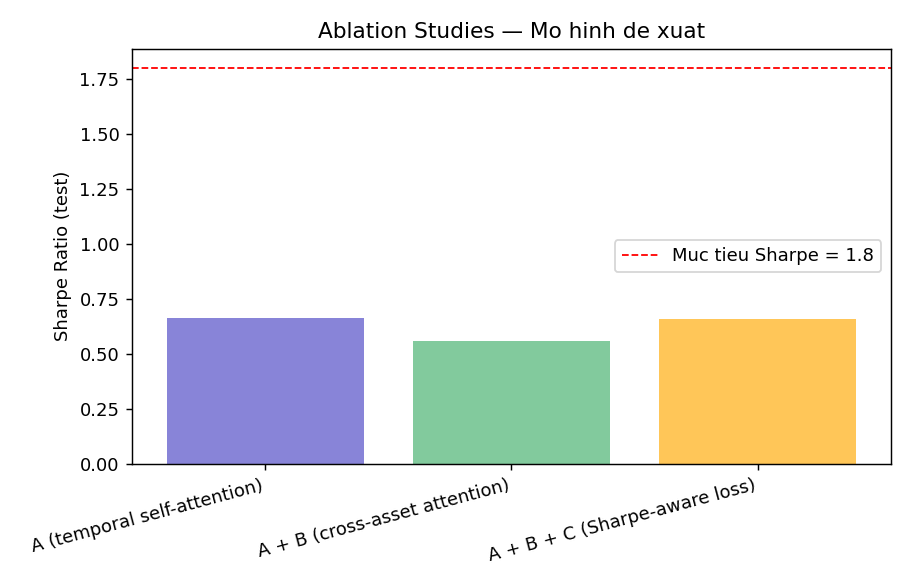 Ablation Studies — Mo hinh de xuat
Sharpe Ratio (test)
1.75
1.50
1.25
1.00
0.75
0.50
0.25
0.00
Muc tieu Sharpe = 1.8
A (temporal self-attention)
A + B (cross-asset attention)
A + B + C (Sharpe-aware loss)